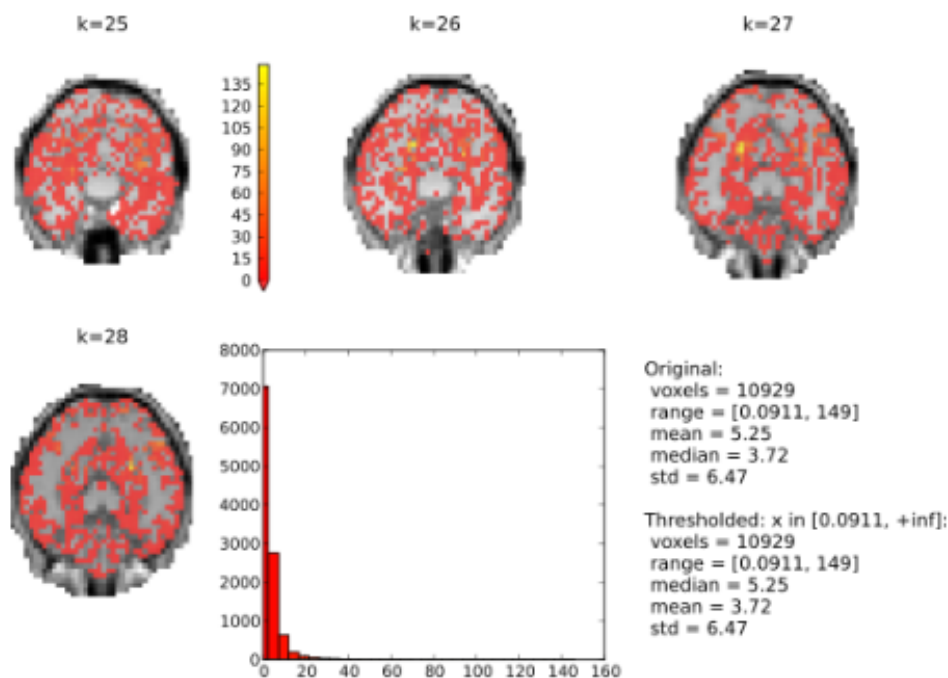 k=25
k=26
k=27
135
120
105
90
75
60
45
30
15
0
k=28
8000
7000
6000
5000
4000
3000
2000
1000
0
0 20 40 60 80 100 120 140 160
Original:
voxels = 10929
range = [0.0911, 149]
mean = 5.25
median = 3.72
std = 6.47
Thresholded: x in [0.0911, +inf]:
voxels = 10929
range = [0.0911, 149]
median = 5.25
mean = 3.72
std = 6.47